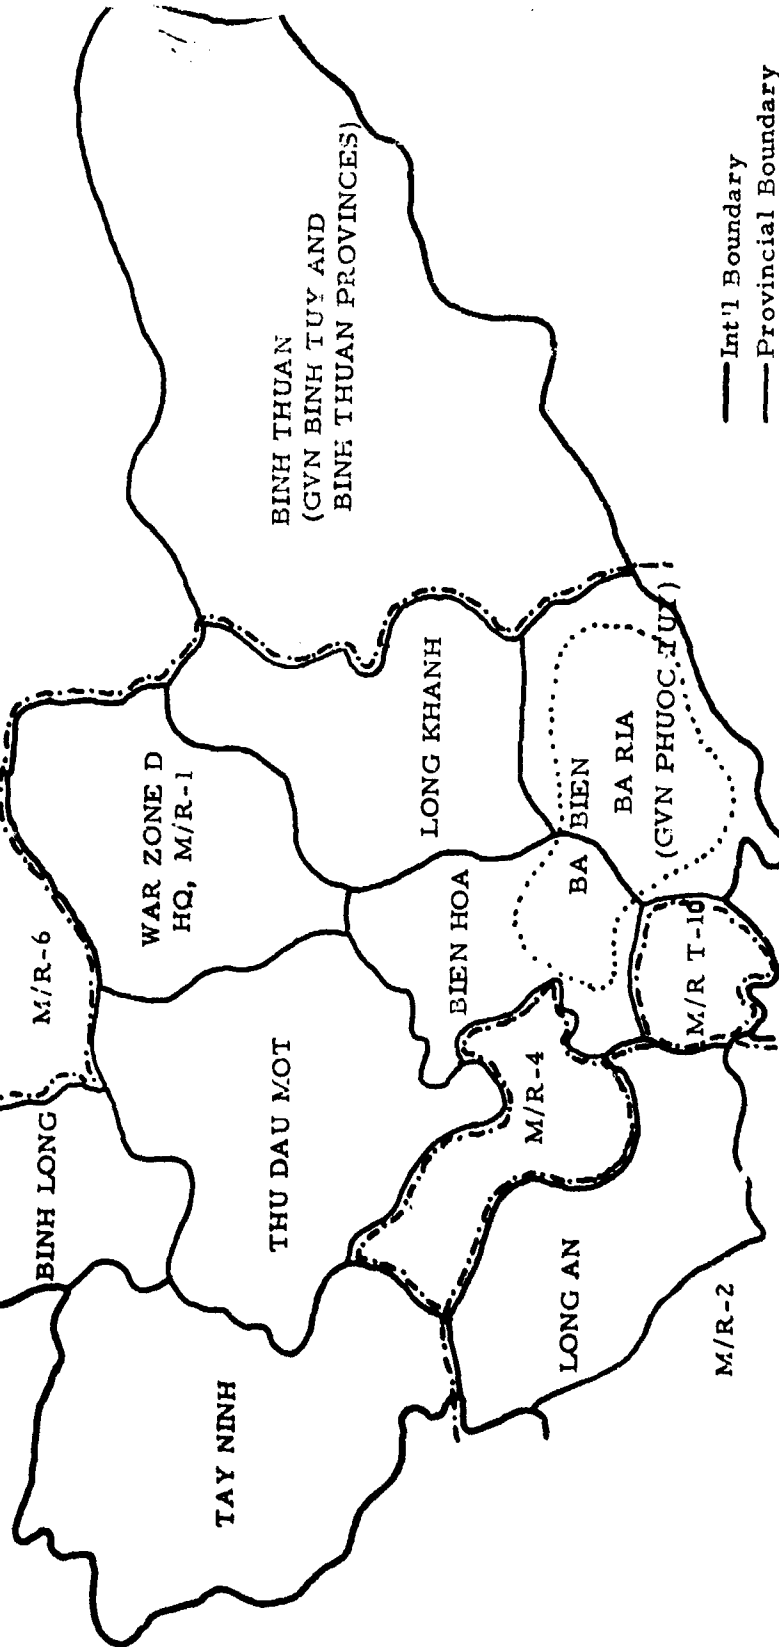 BINH LONG
M/R-6
TAY NINH
THU DAU MOT
WAR ZONE D
HQ, M/R-1
BINH THUAN
(GVN BINH TUY AND
BINH THUAN PROVINCES)
LONG KHANH
BIEN HOA
M/R-4
LONG AN
BA BIEN
BA RIA
(GVN PHUOC TUY)
M/R T-10
M/R-2
Int'l Boundary
Provincial Boundary